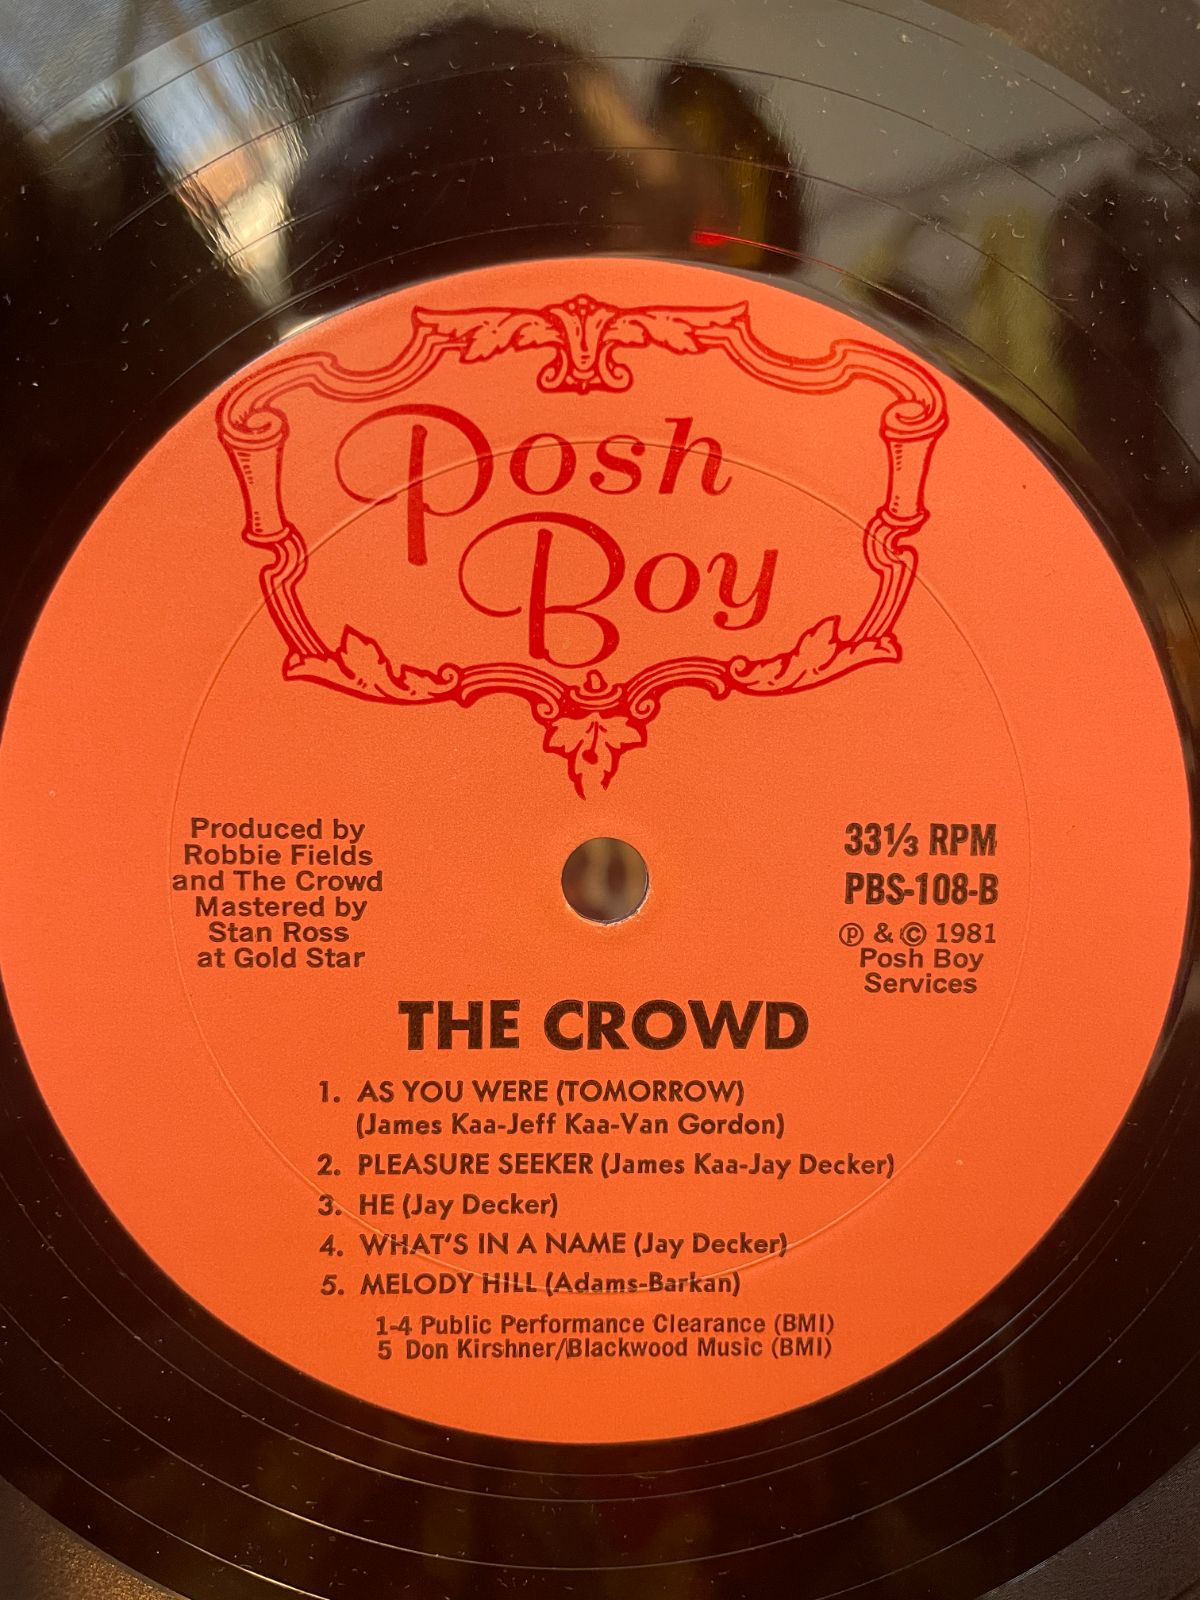 Posh
Boy
Produced by
Robbie Fields
and The Crowd
Mastered by
Stan Ross
at Gold Star
33⅓ RPM
PBS-108-B
℗ & © 1981
Posh Boy
Services
THE CROWD
1. AS YOU WERE (TOMORROW)
(James Kaa-Jeff Kaa-Van Gordon)
2. PLEASURE SEEKER (James Kaa-Jay Decker)
3. HE (Jay Decker)
4. WHAT'S IN A NAME (Jay Decker)
5. MELODY HILL (Adams-Barkan)
1-4 Public Performance Clearance (BMI)
5 Don Kirshner/Blackwood Music (BMI)